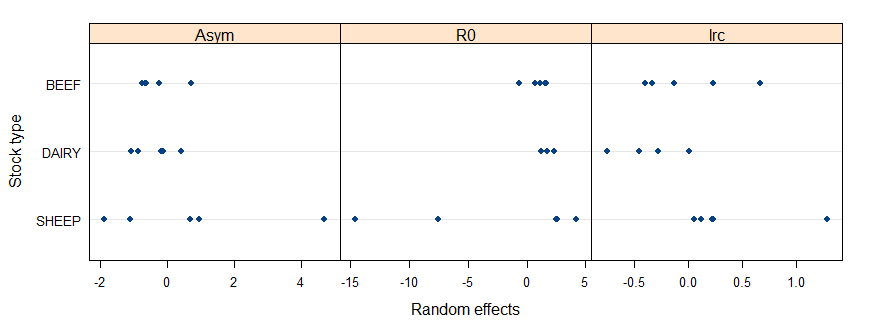 Asym R0 lrc
BEEF
DAIRY
SHEEP
Stock type
-2 0 2 4 -15 -10 -5 0 5 -0.5 0.0 0.5 1.0
Random effects